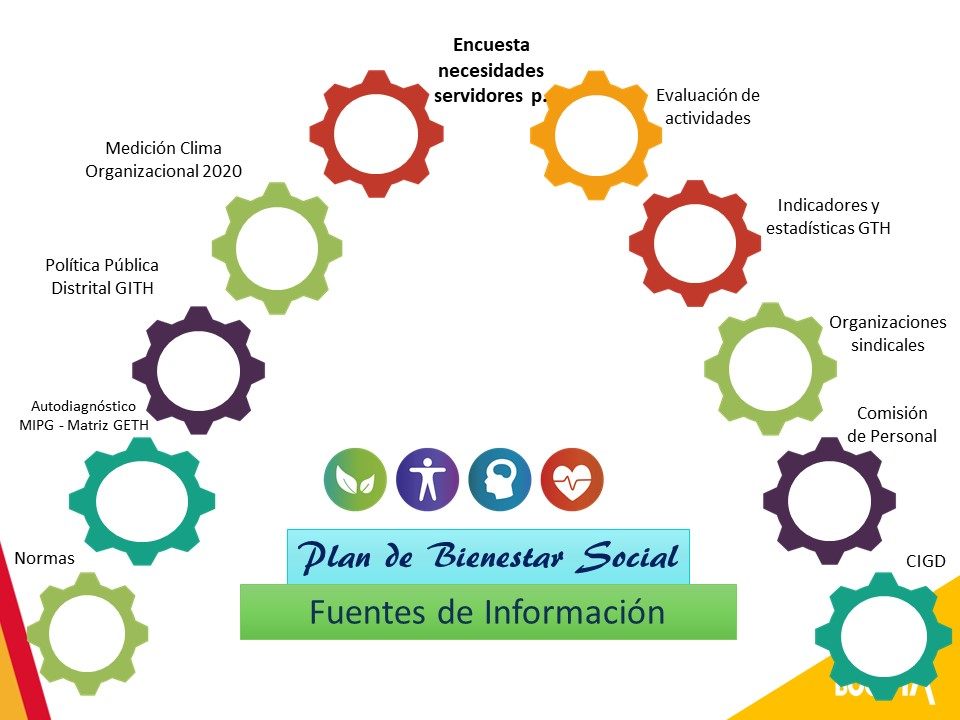 Encuesta
necesidades
servidores p.
Evaluación de
actividades
Medición Clima
Organizacional 2020
Indicadores y
estadísticas GTH
Política Pública
Distrital GITH
Organizaciones
sindicales
Autodiagnóstico
MIPG - Matriz GETH
Comisión
de Personal
Normas
CIGD
Plan de Bienestar Social
Fuentes de Información